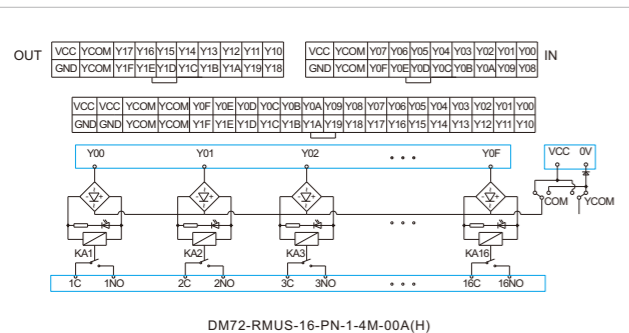 OUT VCC YCOM Y17 Y16 Y15 Y14 Y13 Y12 Y11 Y10
GND YCOM Y1F Y1E Y1D Y1C Y1B Y1A Y19 Y18
VCC YCOM Y07 Y06 Y05 Y04 Y03 Y02 Y01 Y00 IN
GND YCOM Y0F Y0E Y0D Y0C Y0B Y0A Y09 Y08
VCC VCC YCOM YCOM Y0F Y0E Y0D Y0C Y0B Y0A Y09 Y08 Y07 Y06 Y05 Y04 Y03 Y02 Y01 Y00
GND GND YCOM YCOM Y1F Y1E Y1D Y1C Y1B Y1A Y19 Y18 Y17 Y16 Y15 Y14 Y13 Y12 Y11 Y10
Y00 Y01 Y02 • • • Y0F VCC 0V
COM YCOM
• • •
KA1 KA2 KA3 KA16
1C 1NO 2C 2NO 3C 3NO • • • 16C 16NO
DM72-RMUS-16-PN-1-4M-00A(H)